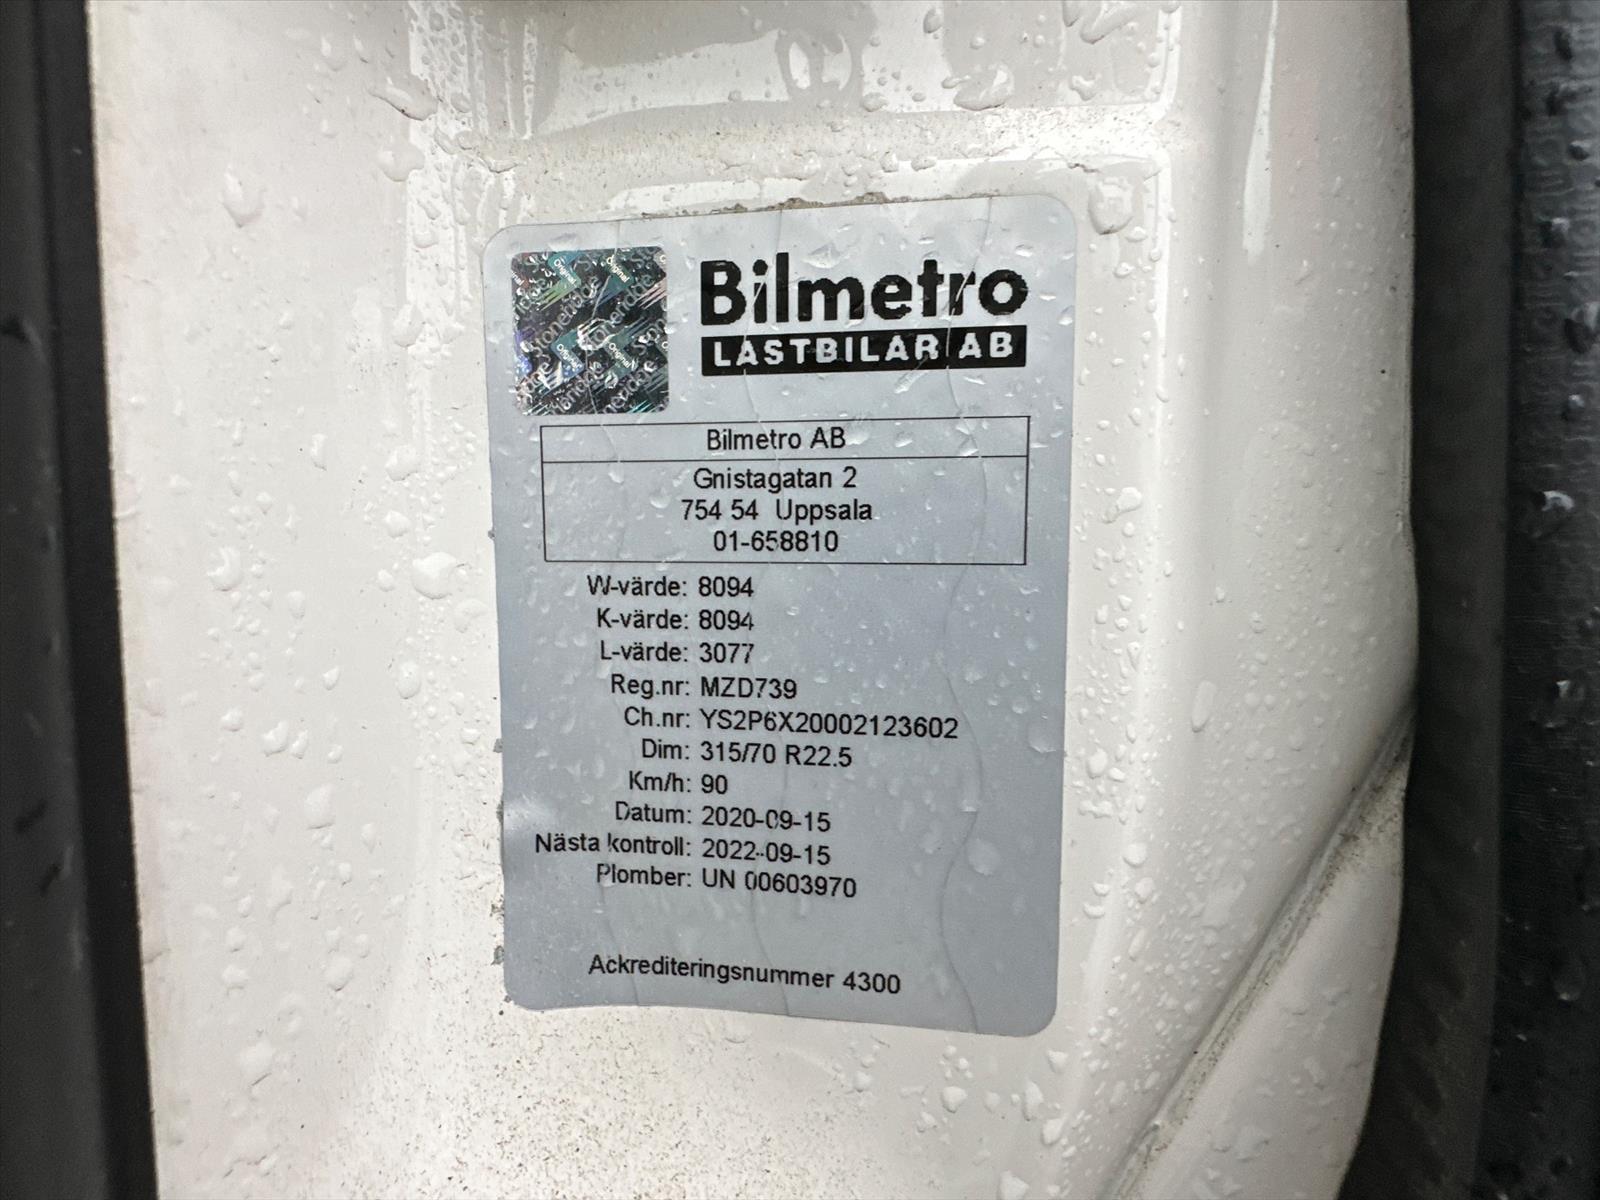 Bilmetro
LASTBILAR AB
Stoneridge
Original
Bilmetro AB
Gnistagatan 2
754 54 Uppsala
01-658810
W-värde: 8094
K-värde: 8094
L-värde: 3077
Reg.nr: MZD739
Ch.nr: YS2P6X20002123602
Dim: 315/70 R22.5
Km/h: 90
Datum: 2020-09-15
Nästa kontroll: 2022-09-15
Plomber: UN 00603970
Ackrediteringsnummer 4300